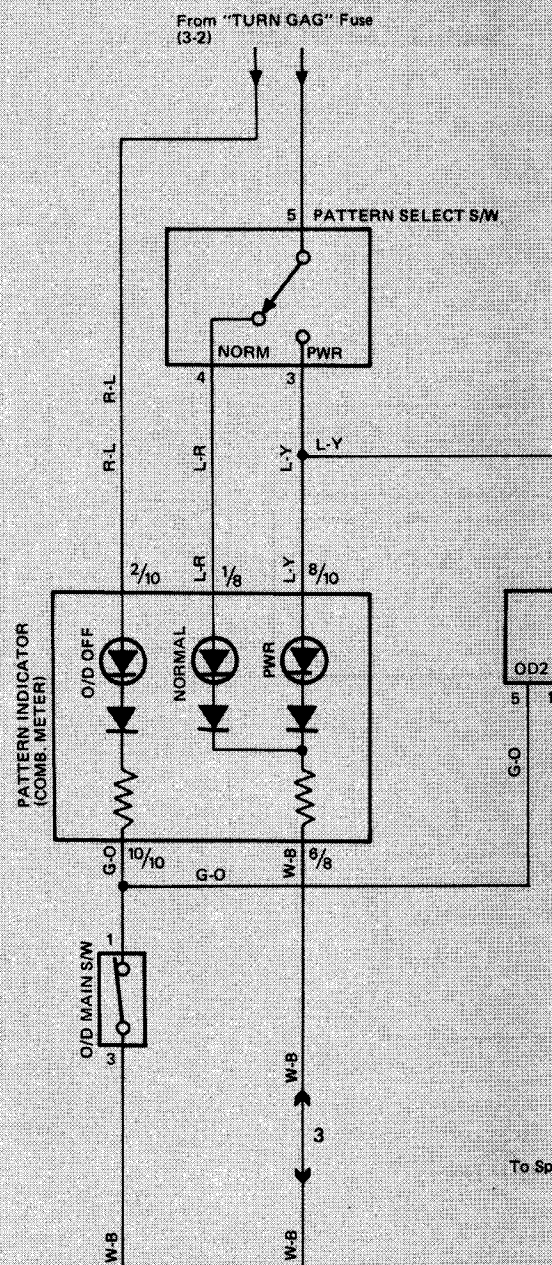 From "TURN GAG" Fuse
(3-2)
5 PATTERN SELECT S/W
NORM PWR
4 3
R-L
L-Y
R-L L-R L-Y
2/10 L-R 1/8 L-Y 8/10
PATTERN INDICATOR
(COMB. METER)
O/D OFF NORMAL PWR
OD2
5 1
G-O
G-O 10/10 W-B 6/8
G-O
1
O/D MAIN S/W
3
W-B
3
To Sp
W-B W-B